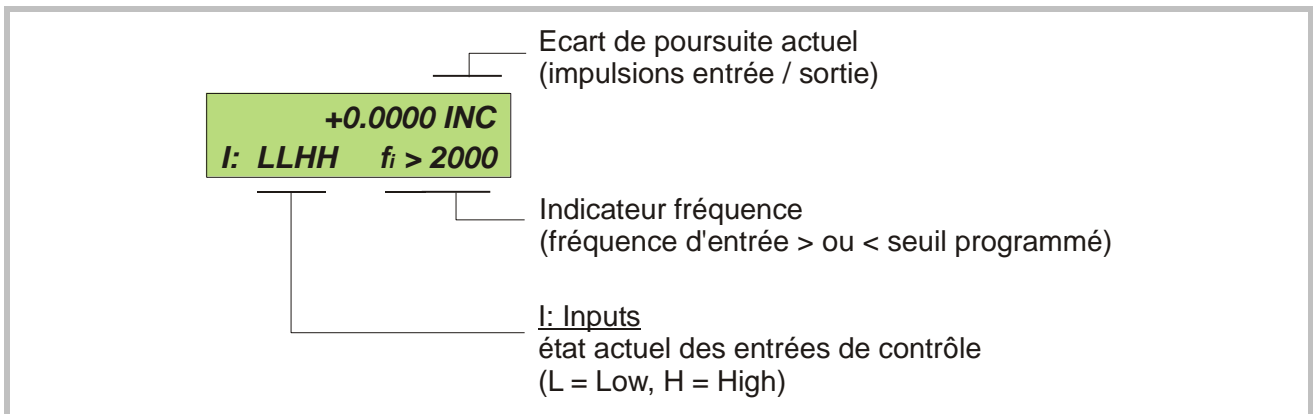 Ecart de poursuite actuel
(impulsions entrée / sortie)
+0.0000 INC
I: LLHH fi > 2000
Indicateur fréquence
(fréquence d'entrée > ou < seuil programmé)
I: Inputs
état actuel des entrées de contrôle
(L = Low, H = High)